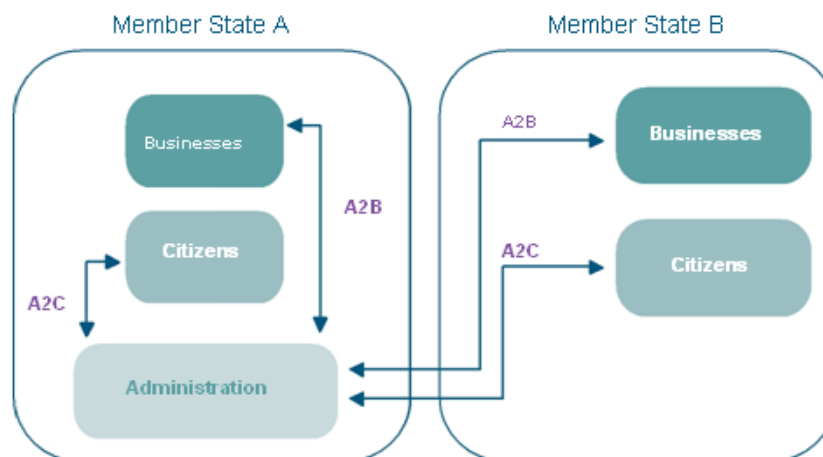 Member State A
Member State B
Businesses
A2B
Businesses
A2B
Citizens
A2C
Citizens
A2C
Administration